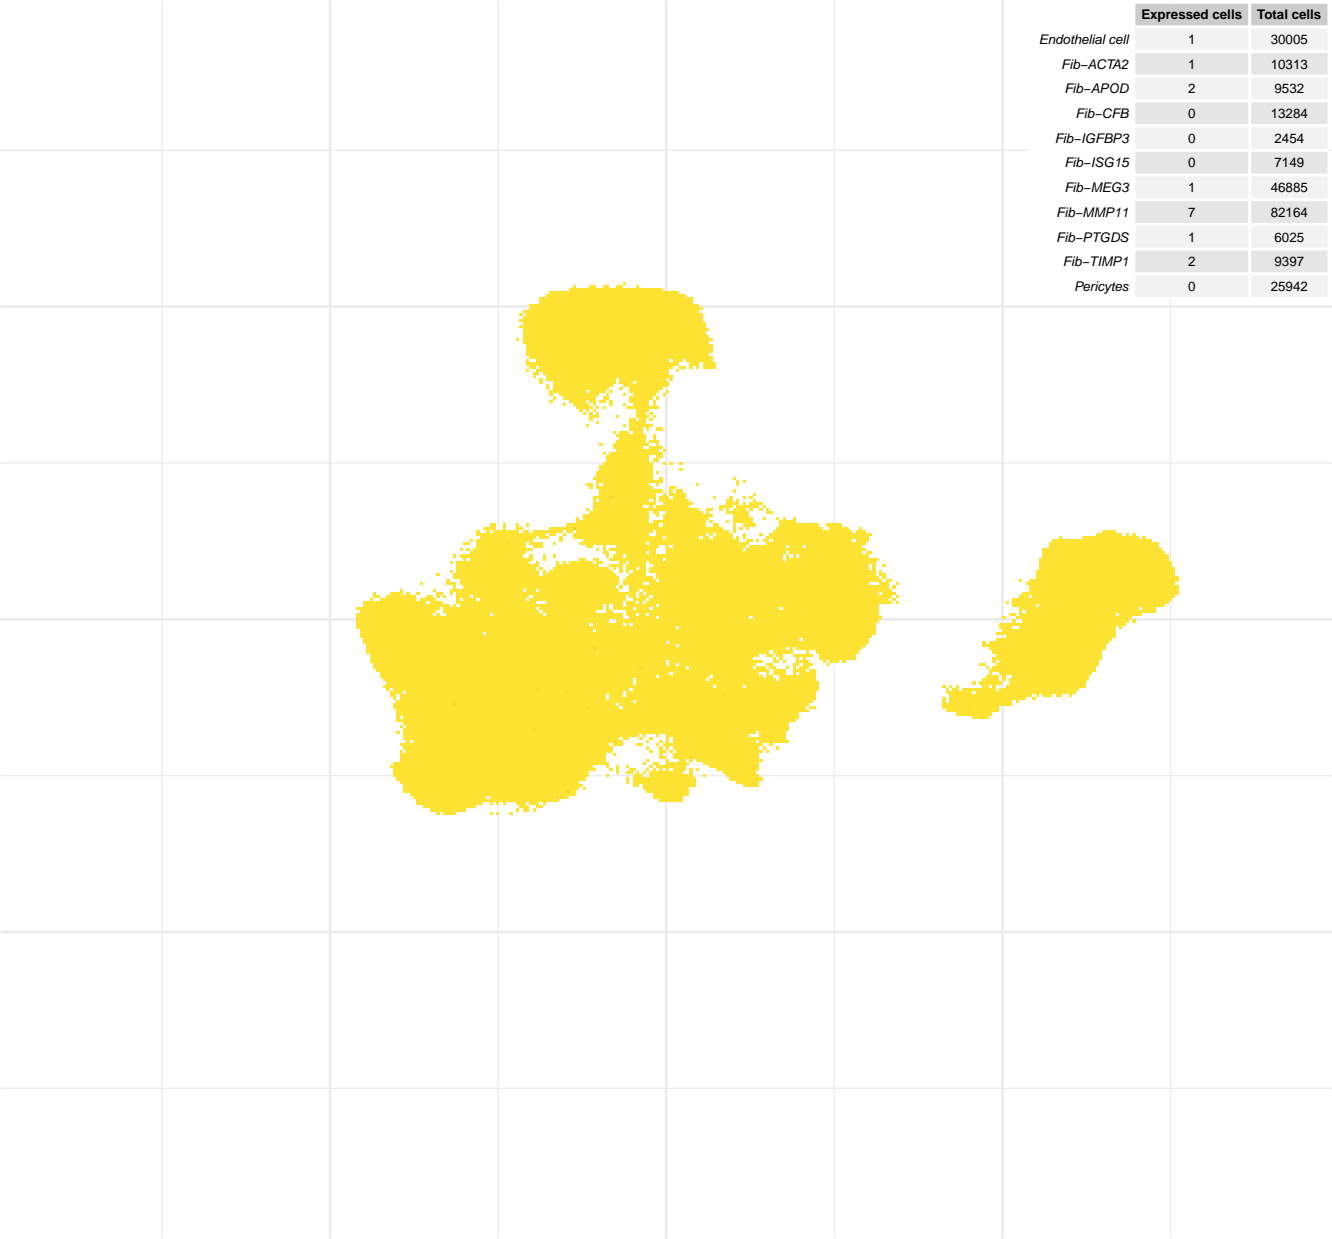 Expressed cells Total cells
Endothelial cell 1 30005
Fib−ACTA2 1 10313
Fib−APOD 2 9532
Fib−CFB 0 13284
Fib−IGFBP3 0 2454
Fib−ISG15 0 7149
Fib−MEG3 1 46885
Fib−MMP11 7 82164
Fib−PTGDS 1 6025
Fib−TIMP1 2 9397
Pericytes 0 25942